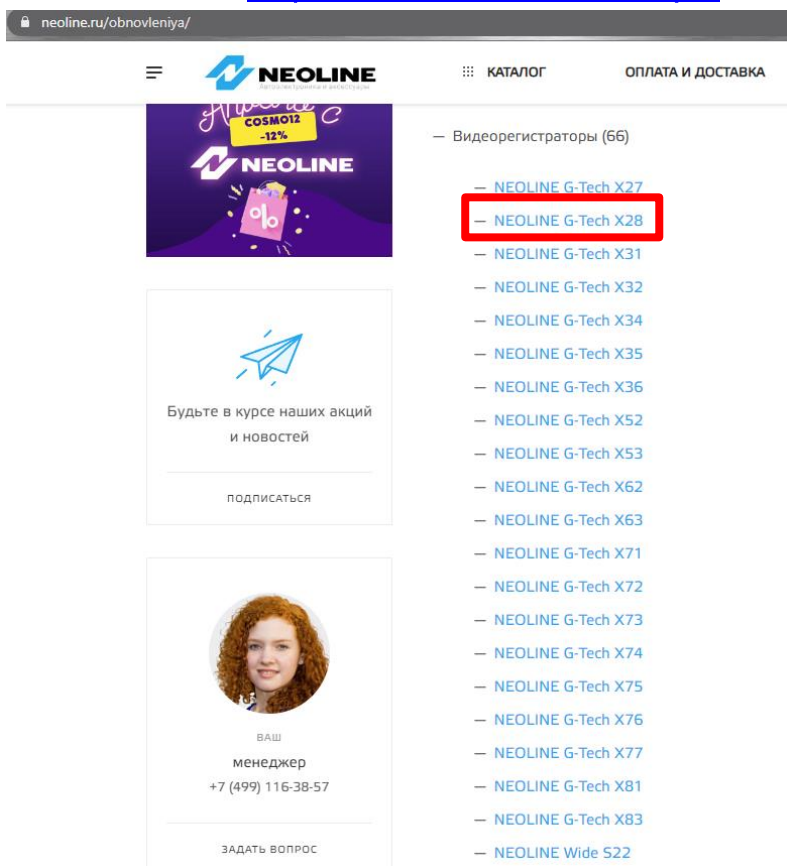 neoline.ru/obnovleniya/
NEOLINE
Автоэлектроника и аксессуары
КАТАЛОГ
ОПЛАТА И ДОСТАВКА
COSMO12
-12%
NEOLINE
%
Будьте в курсе наших акций
и новостей
ПОДПИСАТЬСЯ
ВАШ
менеджер
+7 (499) 116-38-57
ЗАДАТЬ ВОПРОС
— Видеорегистраторы (66)
— NEOLINE G-Tech X27
— NEOLINE G-Tech X28
— NEOLINE G-Tech X31
— NEOLINE G-Tech X32
— NEOLINE G-Tech X34
— NEOLINE G-Tech X35
— NEOLINE G-Tech X36
— NEOLINE G-Tech X52
— NEOLINE G-Tech X53
— NEOLINE G-Tech X62
— NEOLINE G-Tech X63
— NEOLINE G-Tech X71
— NEOLINE G-Tech X72
— NEOLINE G-Tech X73
— NEOLINE G-Tech X74
— NEOLINE G-Tech X75
— NEOLINE G-Tech X76
— NEOLINE G-Tech X77
— NEOLINE G-Tech X81
— NEOLINE G-Tech X83
— NEOLINE Wide S22